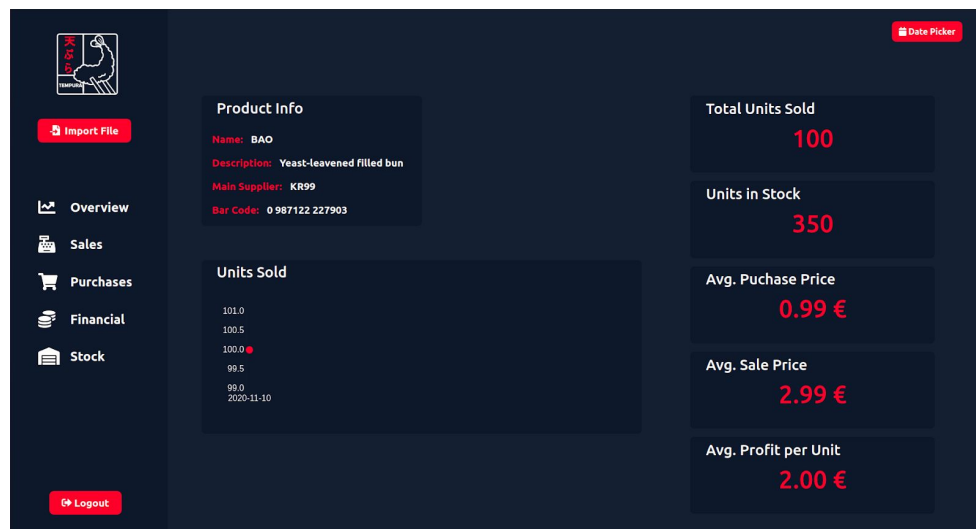 天ぷら
TEMPURA
Import File
Overview
Sales
Purchases
Financial
Stock
Logout
Date Picker
Product Info
Name: BAO
Description: Yeast-leavened filled bun
Main Supplier: KR99
Bar Code: 0 987122 227903
Units Sold
101.0
100.5
100.0
99.5
99.0
2020-11-10
Total Units Sold
100
Units in Stock
350
Avg. Puchase Price
0.99 €
Avg. Sale Price
2.99 €
Avg. Profit per Unit
2.00 €